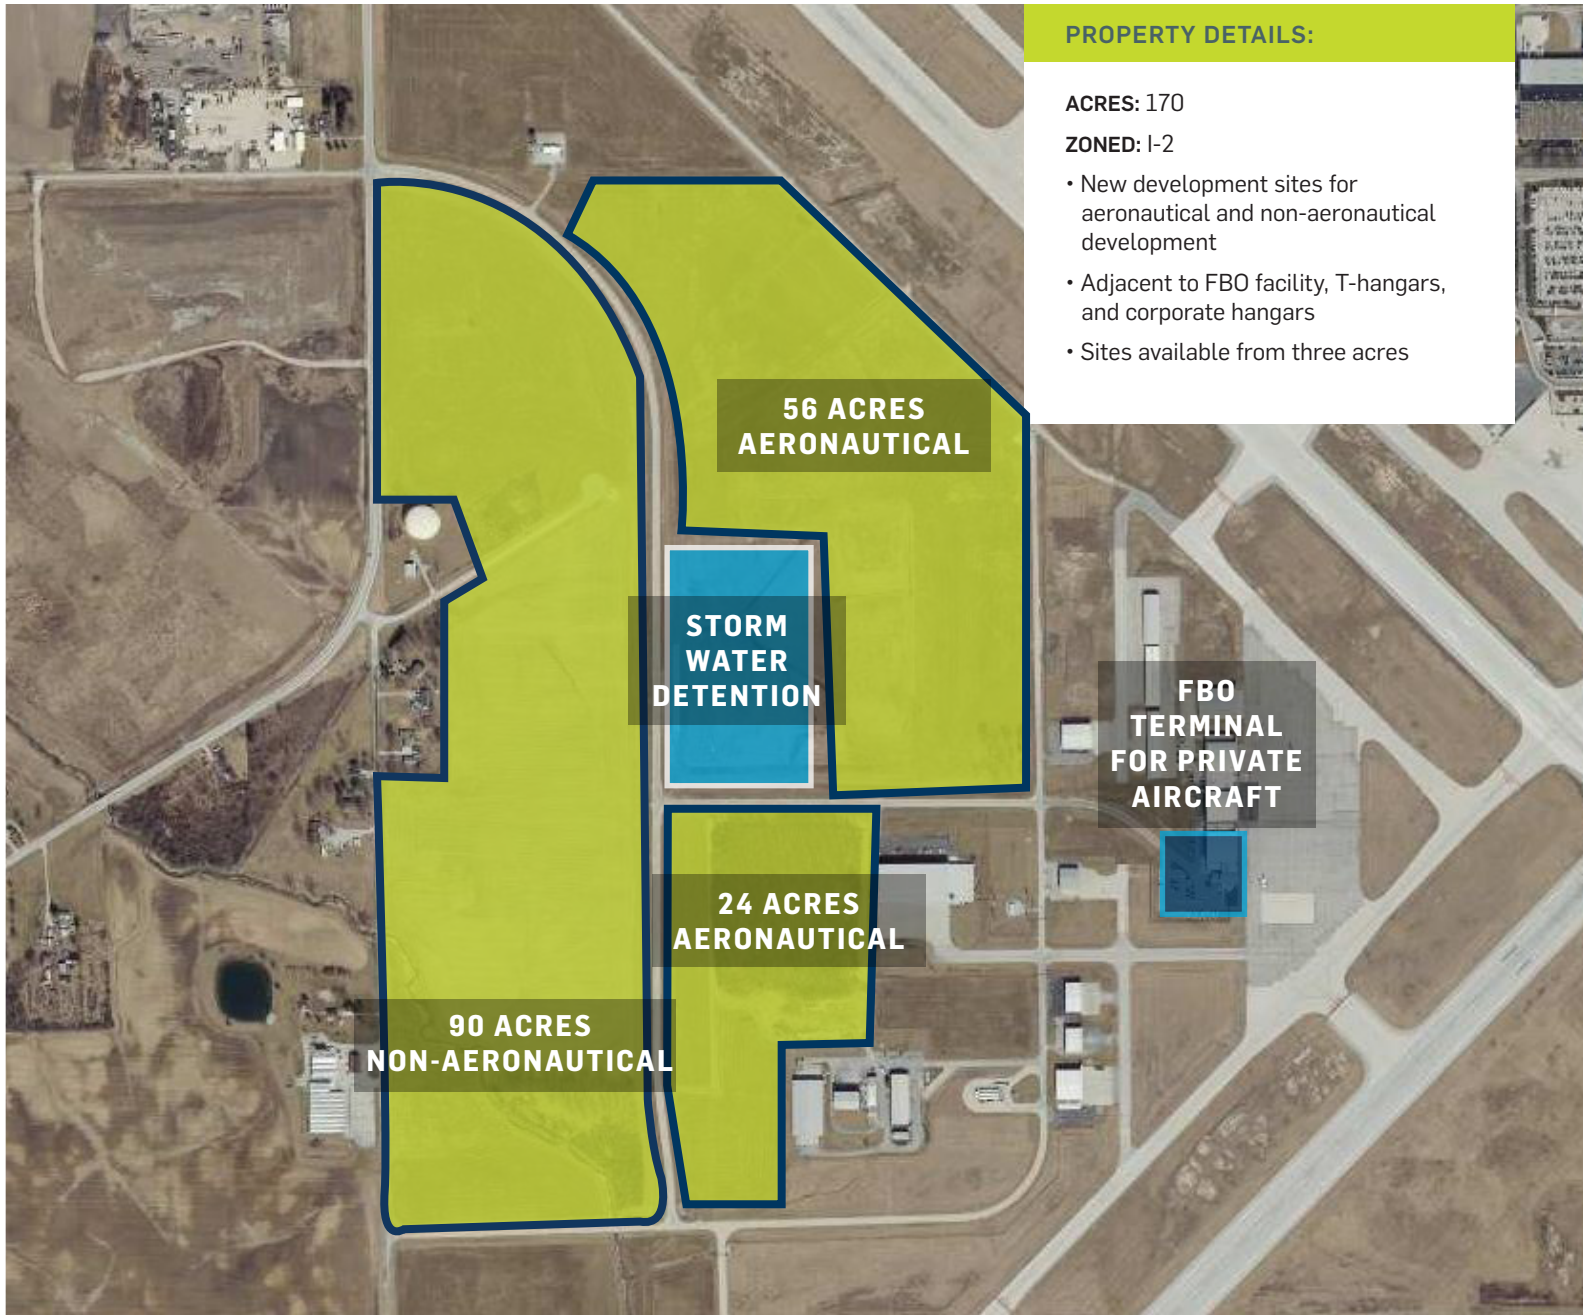 PROPERTY DETAILS:
ACRES: 170
ZONED: I-2
• New development sites for
aeronautical and non-aeronautical
development
• Adjacent to FBO facility, T-hangars,
and corporate hangars
• Sites available from three acres
56 ACRES
AERONAUTICAL
STORM
WATER
DETENTION
FBO
TERMINAL
FOR PRIVATE
AIRCRAFT
24 ACRES
AERONAUTICAL
90 ACRES
NON-AERONAUTICAL